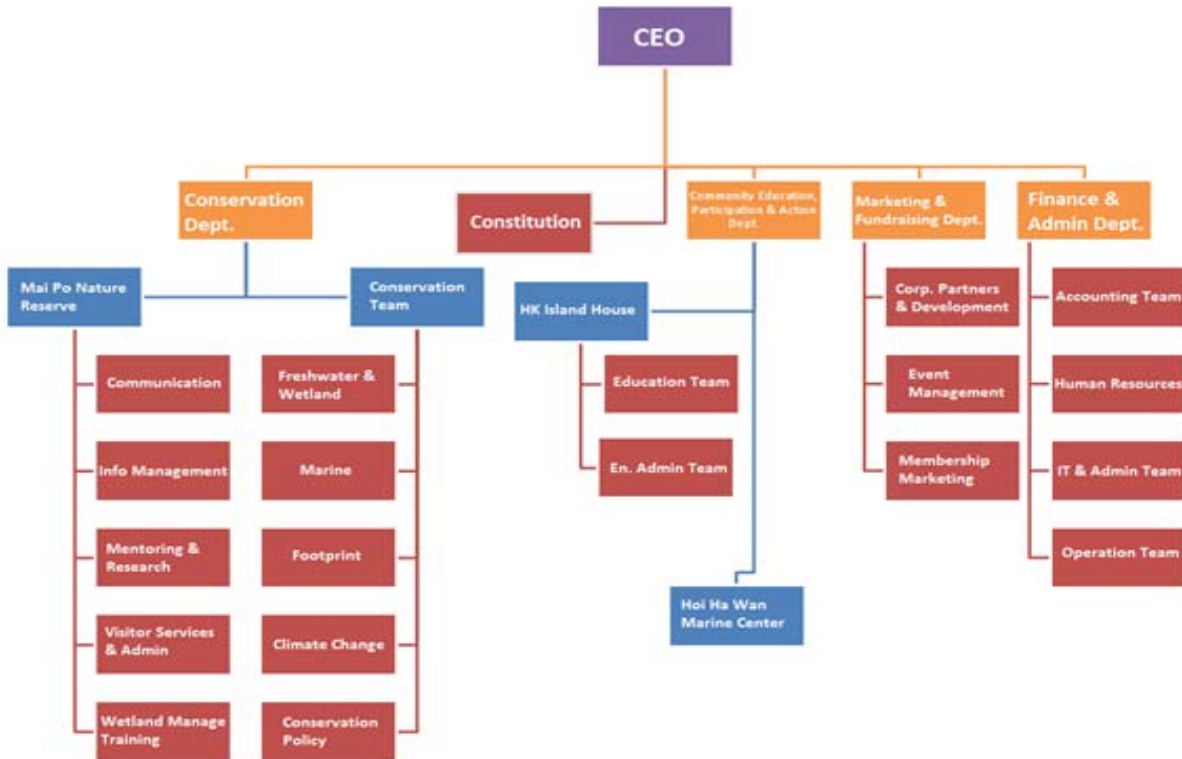 CEO
Conservation
Dept.
Constitution
Community Education,
Participation & Action
Dept.
Marketing &
Fundraising Dept.
Finance &
Admin Dept.
Mai Po Nature
Reserve
Conservation
Team
HK Island House
Corp. Partners
& Development
Accounting Team
Communication
Freshwater &
Wetland
Education Team
Event
Management
Human Resources
Info Management
Marine
En. Admin Team
Membership
Marketing
IT & Admin Team
Mentoring &
Research
Footprint
Operation Team
Hoi Ha Wan
Marine Center
Visitor Services
& Admin
Climate Change
Wetland Manage
Training
Conservation
Policy